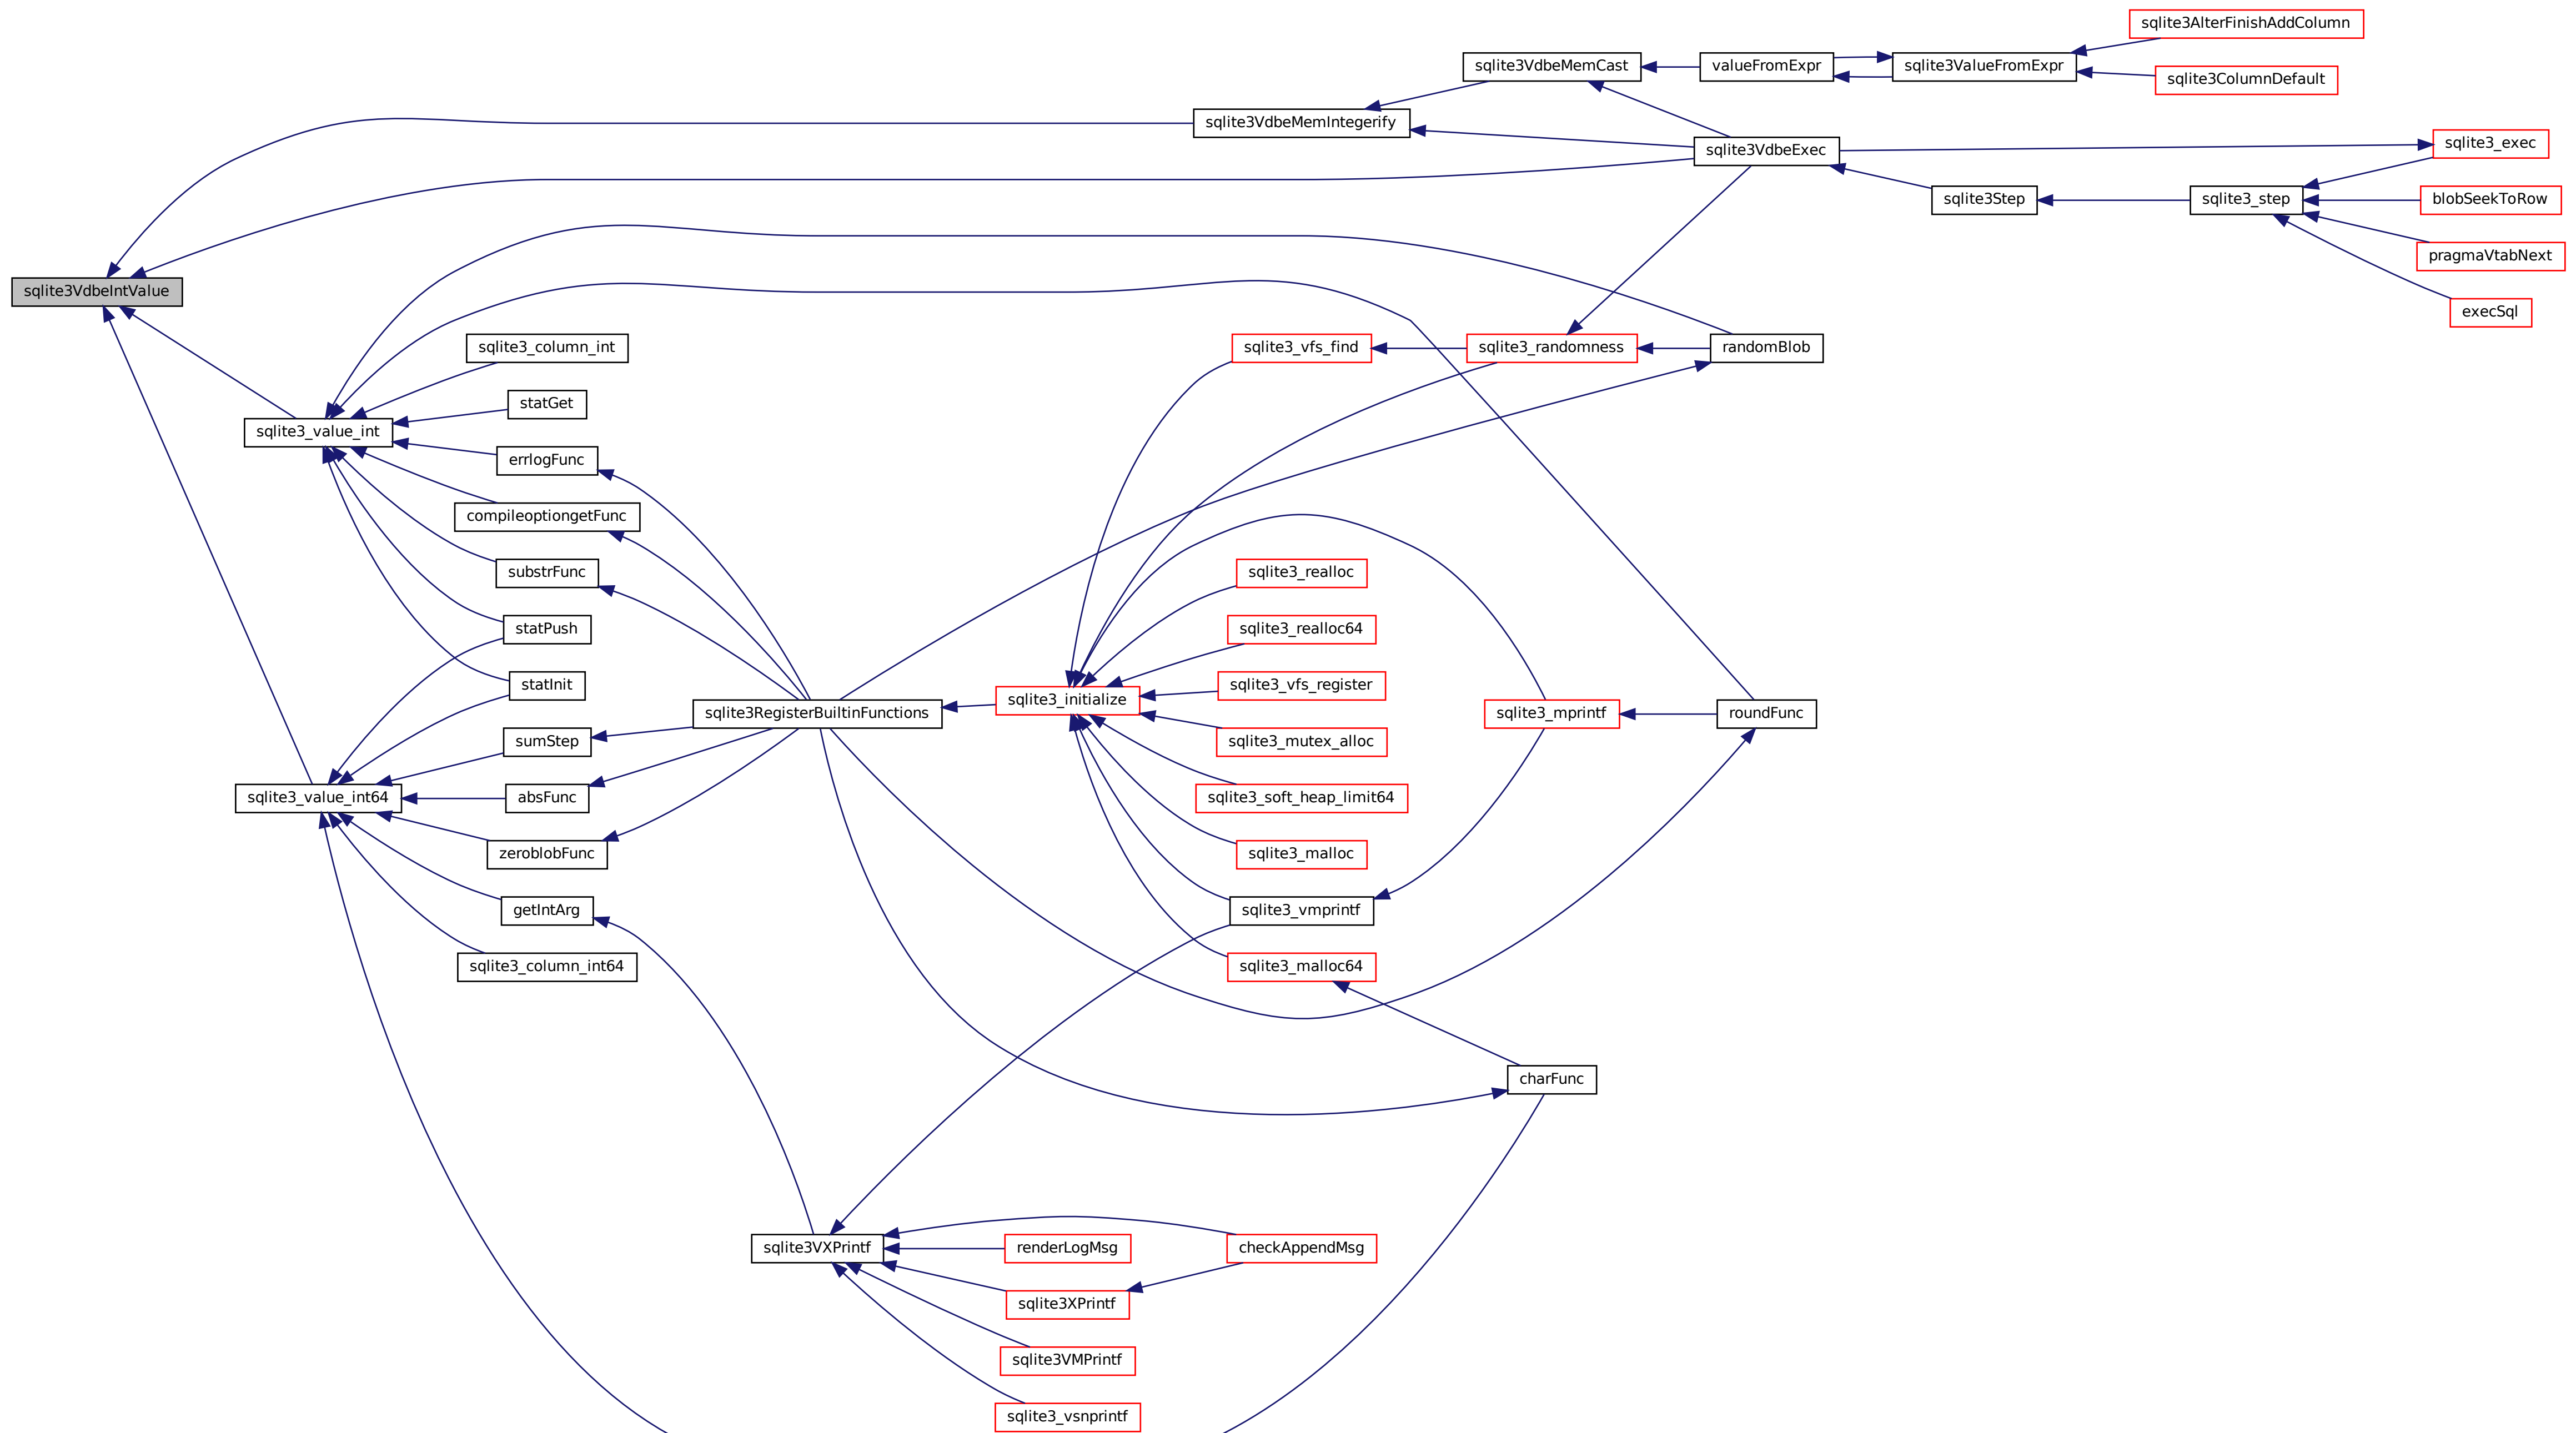 sqlite3AlterFinishAddColumn
sqlite3VdbeMemCast
valueFromExpr
sqlite3ValueFromExpr
sqlite3ColumnDefault
sqlite3VdbeMemIntegerify
sqlite3VdbeExec
sqlite3_exec
sqlite3Step
sqlite3_step
blobSeekToRow
pragmaVtabNext
sqlite3VdbeIntValue
execSql
sqlite3_column_int
sqlite3_vfs_find
sqlite3_randomness
randomBlob
statGet
sqlite3_value_int
errlogFunc
compileoptiongetFunc
substrFunc
sqlite3_realloc
statPush
sqlite3_realloc64
statInit
sqlite3_vfs_register
sqlite3_initialize
sqlite3RegisterBuiltinFunctions
sqlite3_mprintf
roundFunc
sumStep
sqlite3_mutex_alloc
sqlite3_value_int64
absFunc
sqlite3_soft_heap_limit64
zeroblobFunc
sqlite3_malloc
getIntArg
sqlite3_vmprintf
sqlite3_column_int64
sqlite3_malloc64
charFunc
sqlite3VXPrintf
renderLogMsg
checkAppendMsg
sqlite3XPrintf
sqlite3VMPrintf
sqlite3_vsnprintf